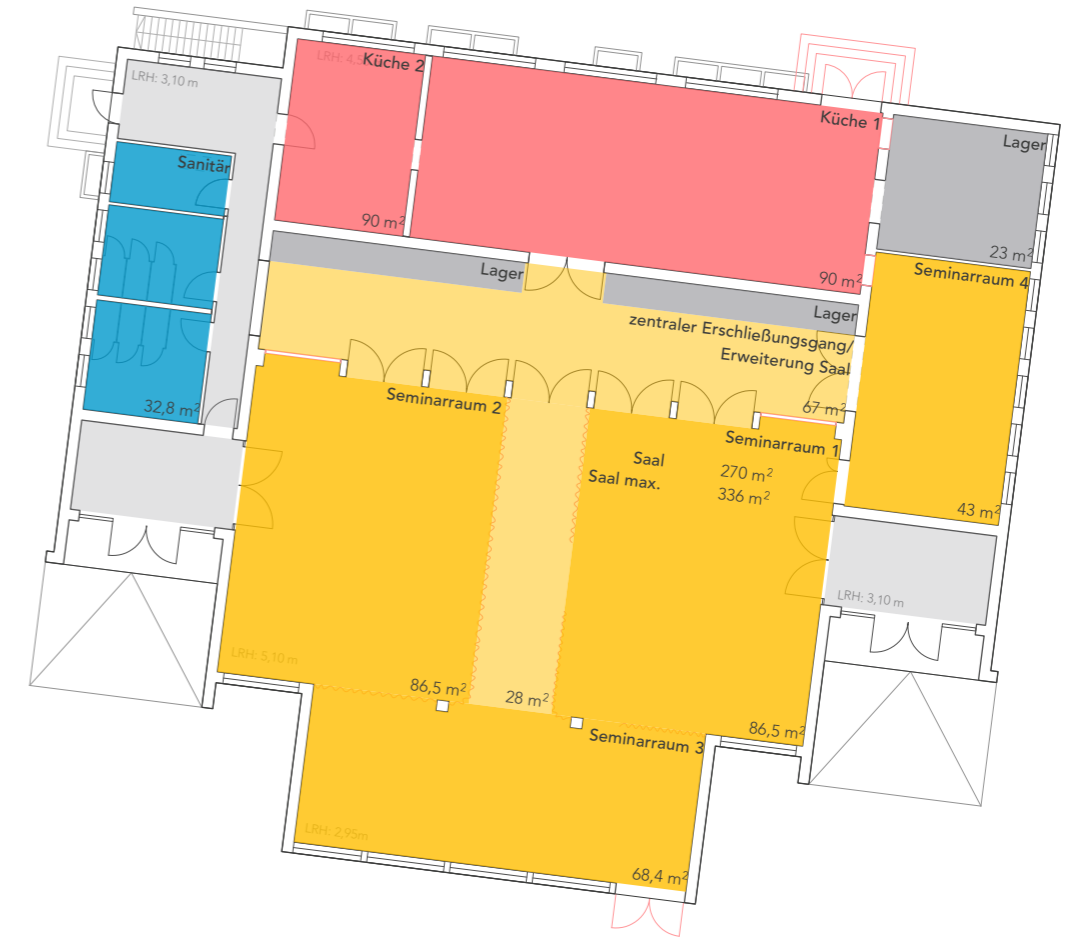 LRH: 4,5
Küche 2
LRH: 3,10 m
Küche 1
Lager
Sanitär
90 m²
23 m²
Lager
90 m²
Seminarraum 4
Lager
zentraler Erschließungsgang/
Erweiterung Saal
67 m²
32,8 m²
Seminarraum 2
Seminarraum 1
Saal 270 m²
Saal max. 336 m²
43 m²
LRH: 3,10 m
LRH: 5,10 m
86,5 m²
28 m²
86,5 m²
Seminarraum 3
LRH: 2,95m
68,4 m²